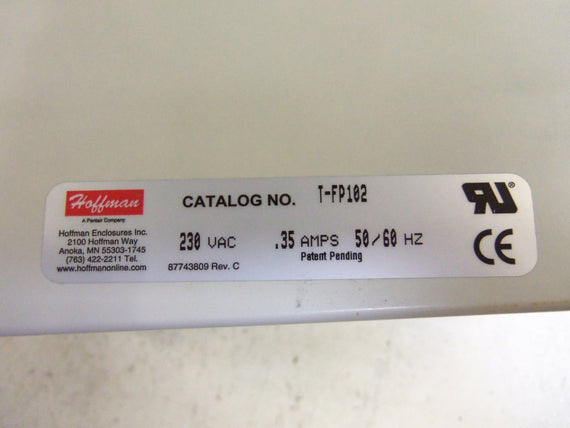 Hoffman
A Pentair Company
Hoffman Enclosures Inc.
2100 Hoffman Way
Anoka, MN 55303-1745
(763) 422-2211 Tel.
www.hoffmanonline.com
CATALOG NO. T-FP102
230 VAC .35 AMPS 50/60 HZ
Patent Pending
87743809 Rev. C
RU
®
CE